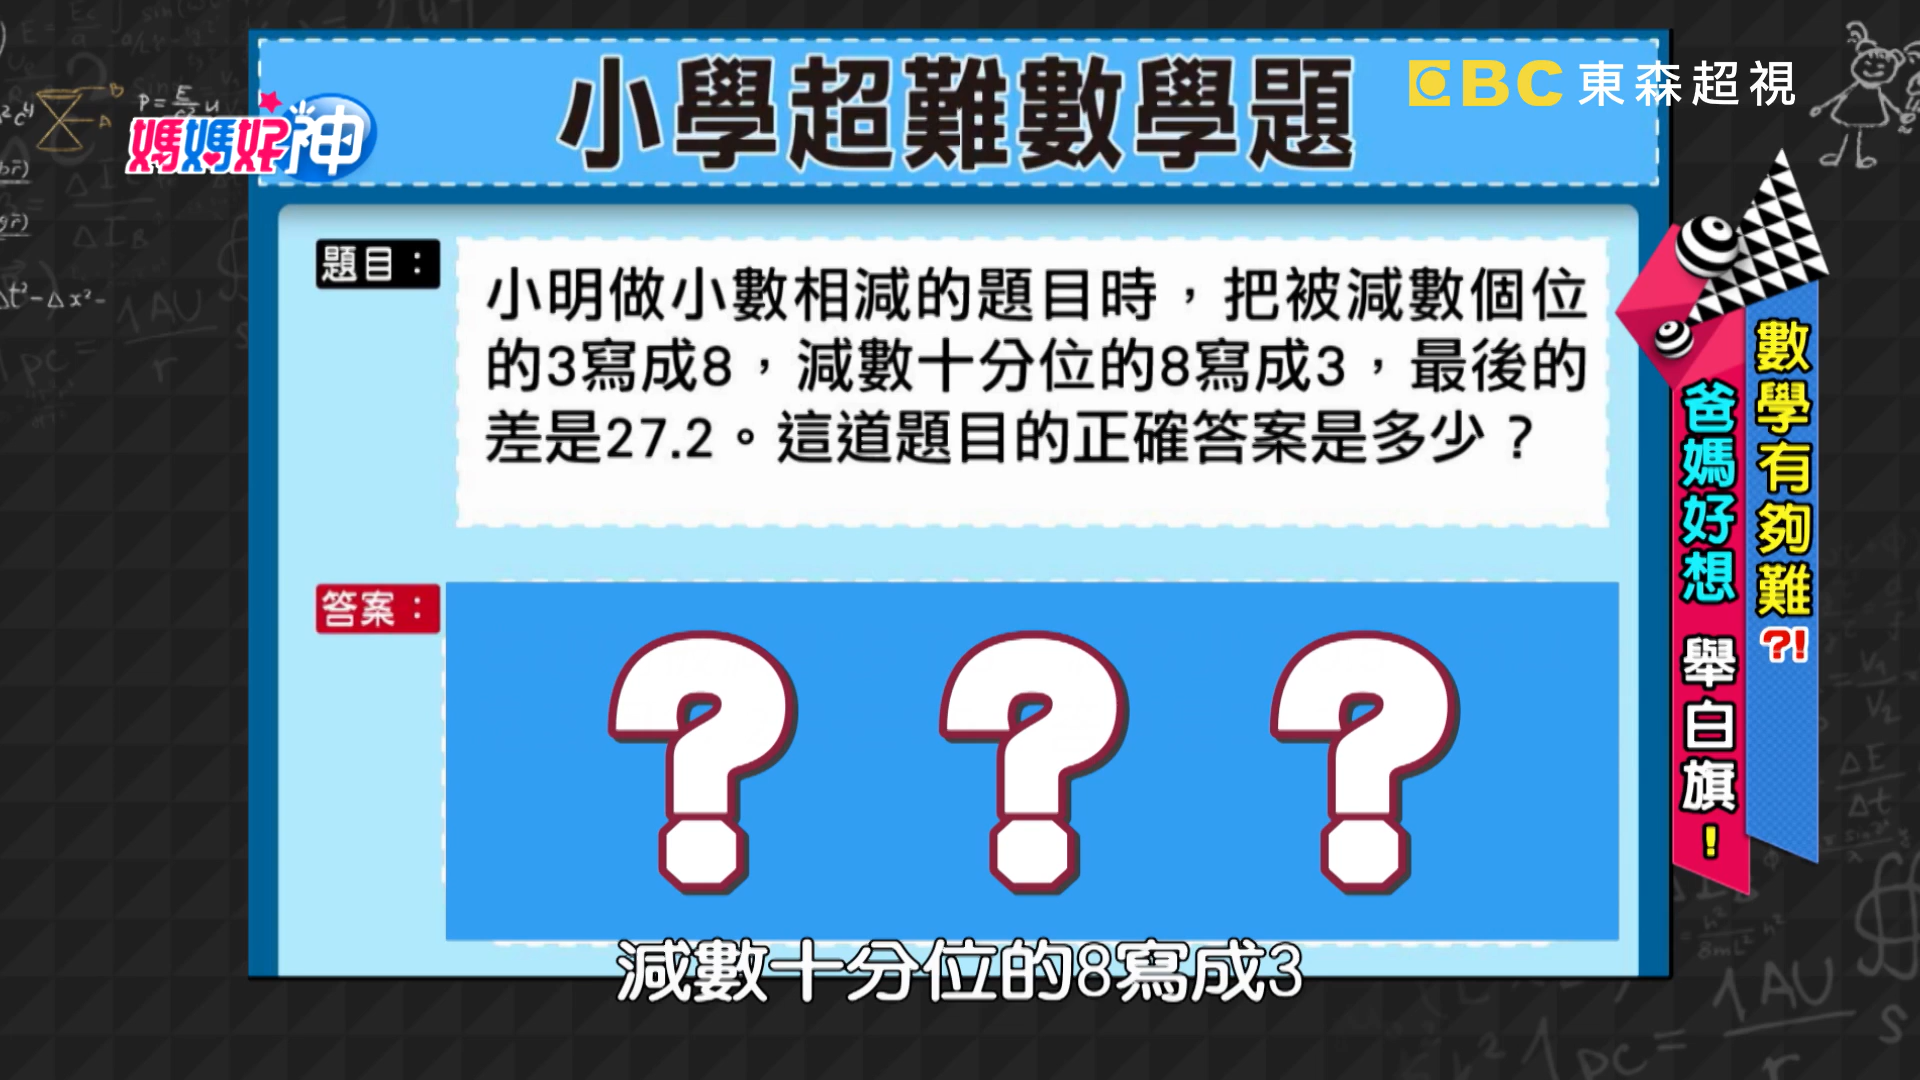 小學超難數學題
EBC 東森超視
媽媽好神
P=
題目：
小明做小數相減的題目時，把被減數個位
的3寫成8，減數十分位的8寫成3，最後的
差是27.2。這道題目的正確答案是多少？
答案：
? ? ?
數學有夠難?!
爸媽好想 舉白旗!
減數十分位的8寫成3